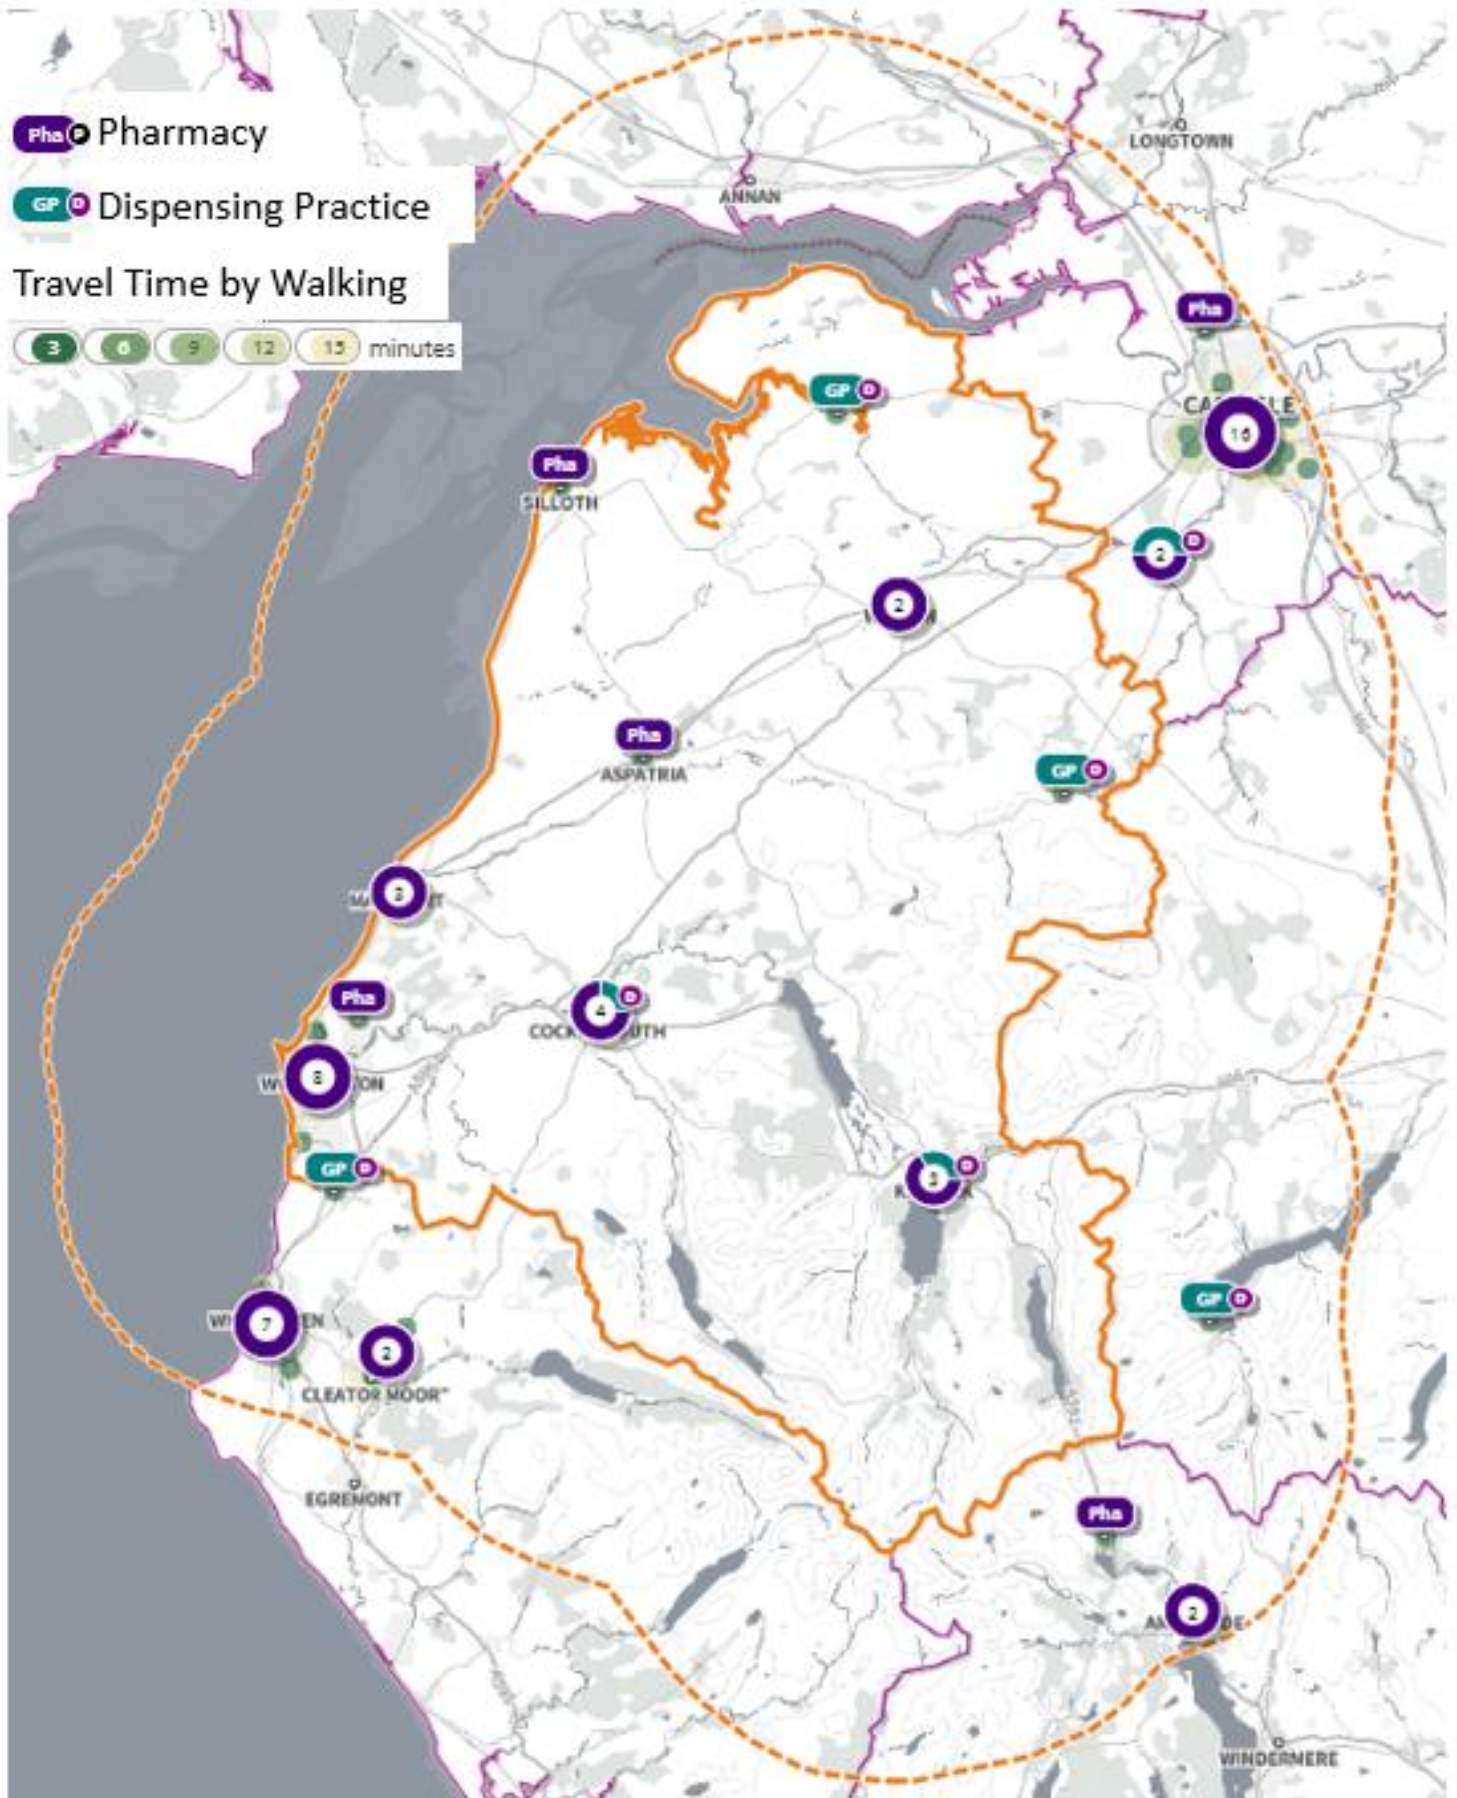 LONGTOWN
Pha P Pharmacy
ANNAN
GP D Dispensing Practice
Travel Time by Walking
3 6 9 12 15 minutes
Pha
GP D
16
Pha
SILLOTH
2 D
2
Pha
ASPATRIA
GP D
3
Pha
4 D
8
GP D
3 D
GP D
7
2
CLEATOR MOOR
EGREMONT
Pha
2
WINDERMERE